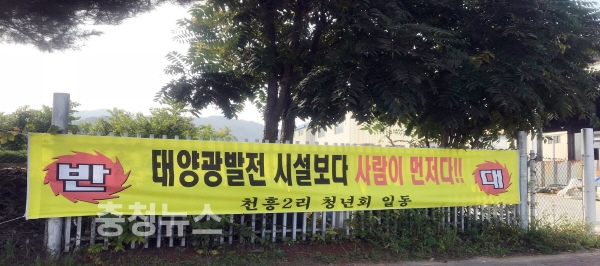 반 태양광발전 시설보다 사람이 먼저다!! 대
천흥2리 청년회 일동
충청뉴스